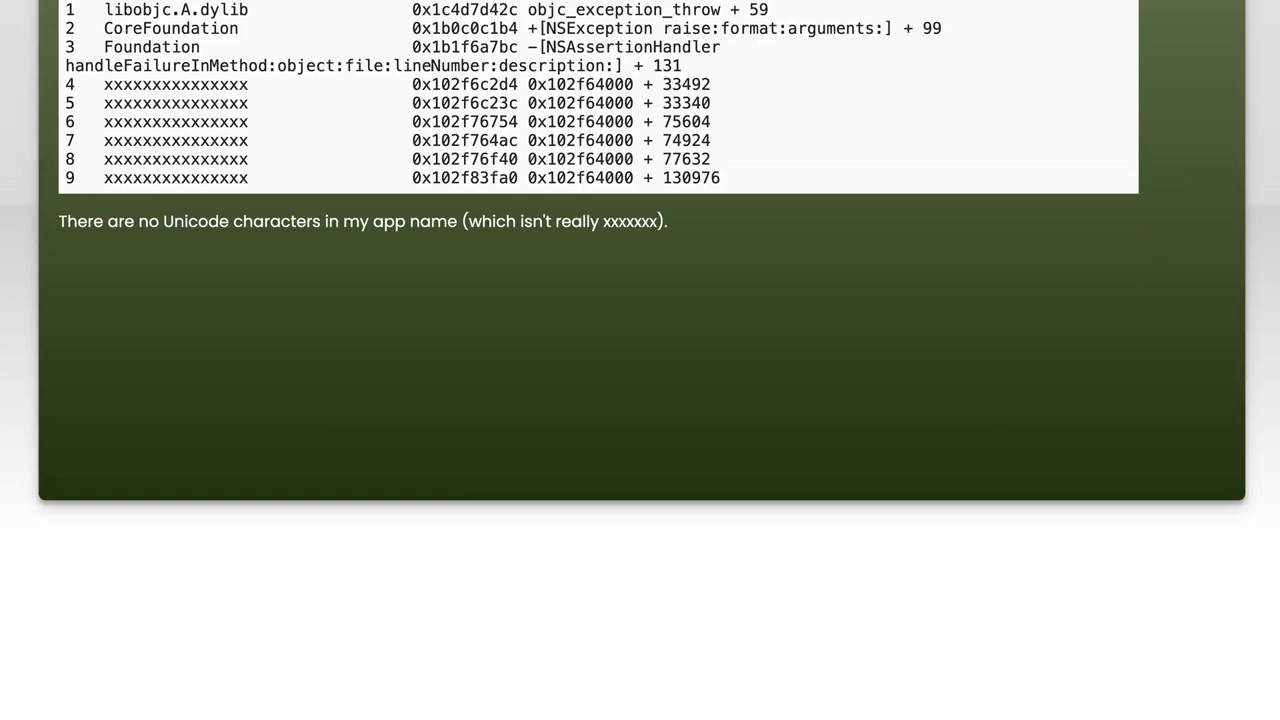 1   libobjc.A.dylib                 0x1c4d7d42c objc_exception_throw + 59
2   CoreFoundation                  0x1b0c0c1b4 +[NSException raise:format:arguments:] + 99
3   Foundation                      0x1b1f6a7bc -[NSAssertionHandler
handleFailureInMethod:object:file:lineNumber:description:] + 131
4   xxxxxxxxxxxxxxx                 0x102f6c2d4 0x102f64000 + 33492
5   xxxxxxxxxxxxxxx                 0x102f6c23c 0x102f64000 + 33340
6   xxxxxxxxxxxxxxx                 0x102f76754 0x102f64000 + 75604
7   xxxxxxxxxxxxxxx                 0x102f764ac 0x102f64000 + 74924
8   xxxxxxxxxxxxxxx                 0x102f76f40 0x102f64000 + 77632
9   xxxxxxxxxxxxxxx                 0x102f83fa0 0x102f64000 + 130976
There are no Unicode characters in my app name (which isn't really xxxxxxx).